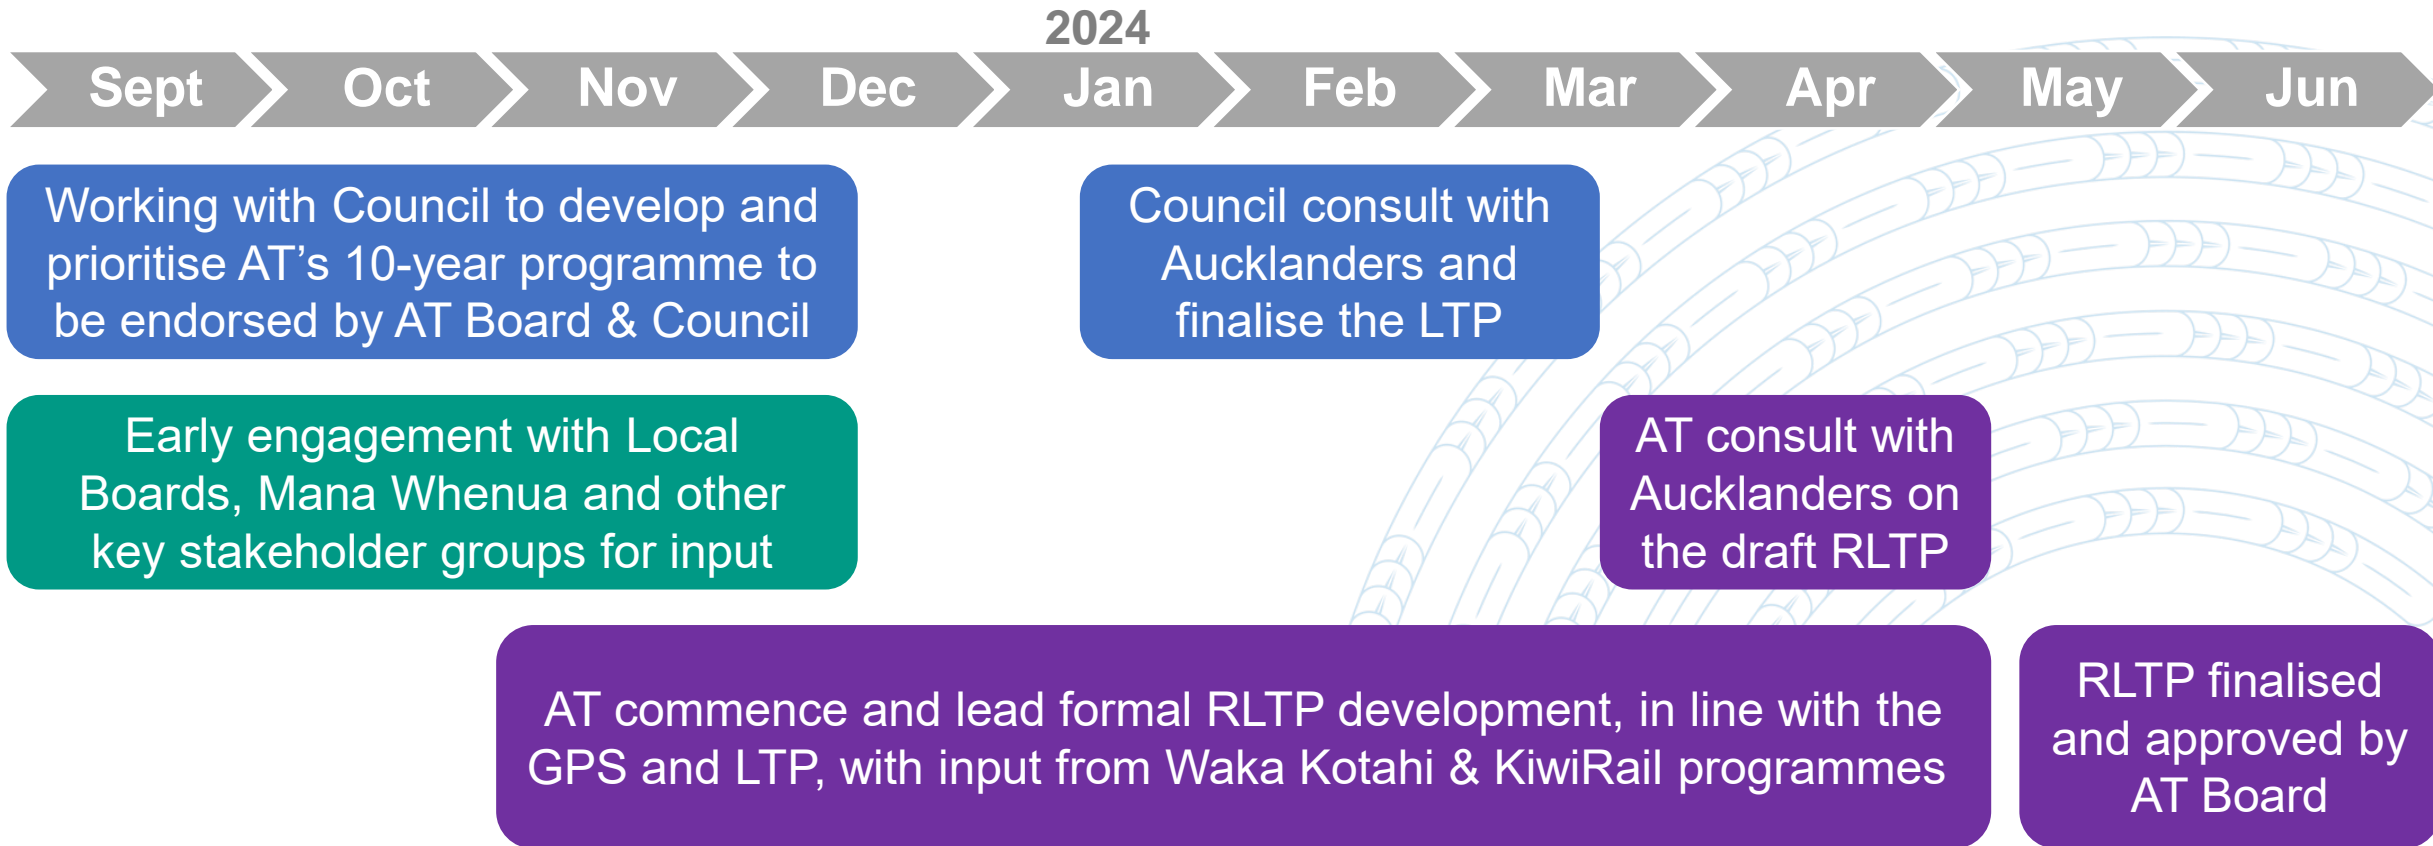 2024
Sept Oct Nov Dec Jan Feb Mar Apr May Jun
Working with Council to develop and
prioritise AT’s 10-year programme to
be endorsed by AT Board & Council
Council consult with
Aucklanders and
finalise the LTP
Early engagement with Local
Boards, Mana Whenua and other
key stakeholder groups for input
AT consult with
Aucklanders on
the draft RLTP
AT commence and lead formal RLTP development, in line with the
GPS and LTP, with input from Waka Kotahi & KiwiRail programmes
RLTP finalised
and approved by
AT Board